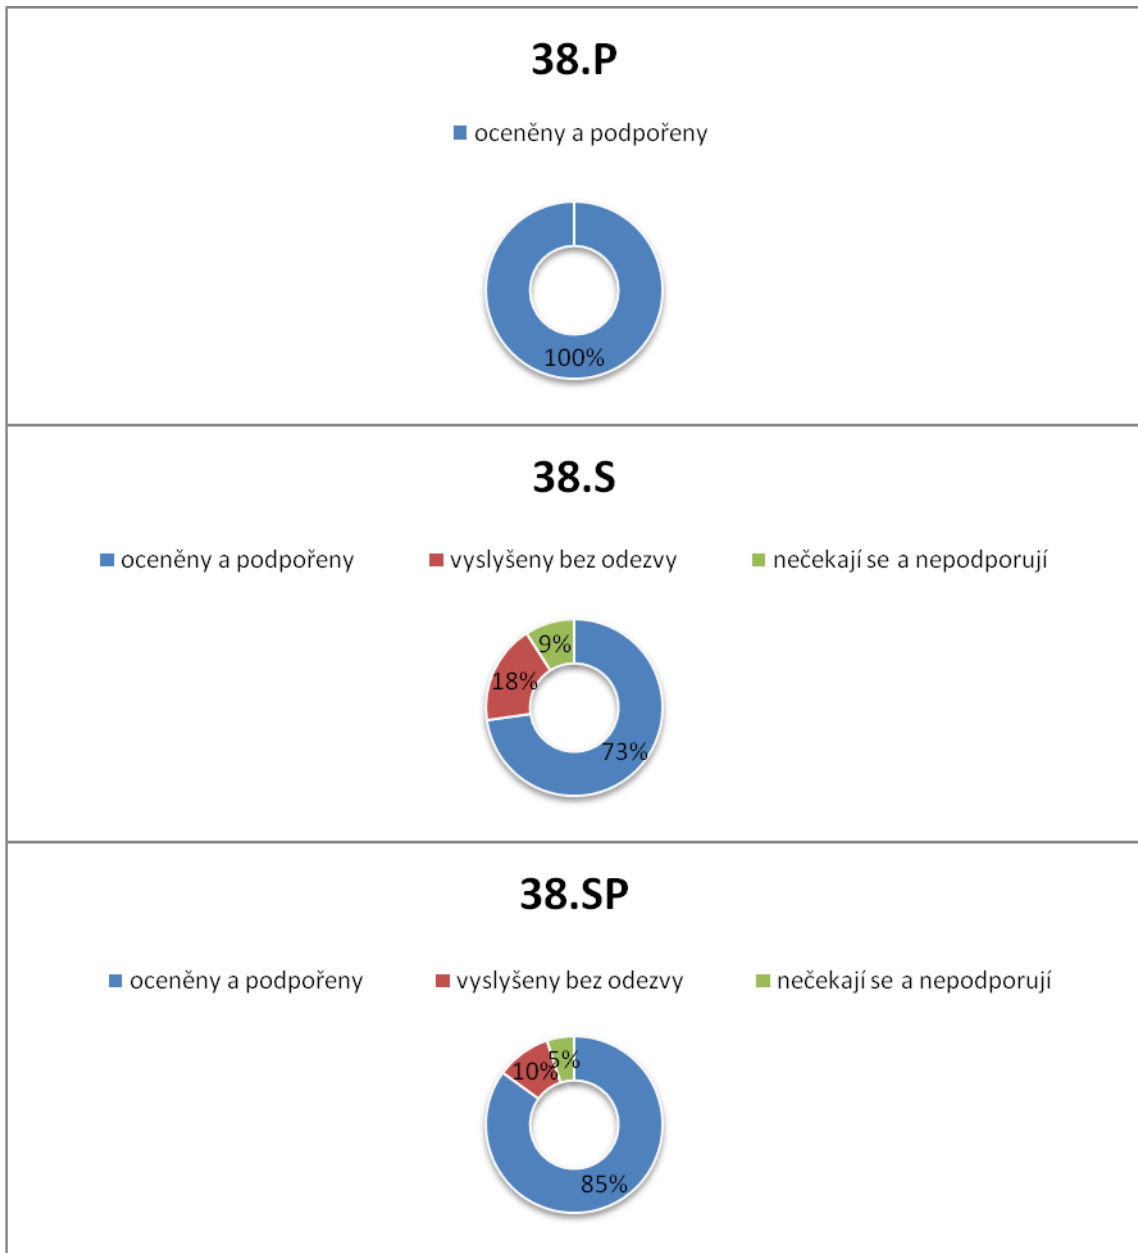 38.P
oceněny a podpořeny
100%
38.S
oceněny a podpořeny vyslyšeny bez odezvy nečekají se a nepodporují
9%
18%
73%
38.SP
oceněny a podpořeny vyslyšeny bez odezvy nečekají se a nepodporují
5%
10%
85%